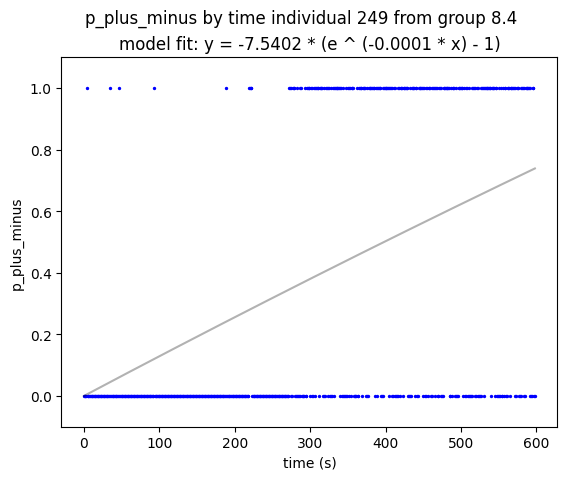 p_plus_minus by time individual 249 from group 8.4
model fit: y = -7.5402 * (e ^ (-0.0001 * x) - 1)
1.0
0.8
0.6
0.4
0.2
0.0
p_plus_minus
0 100 200 300 400 500 600
time (s)